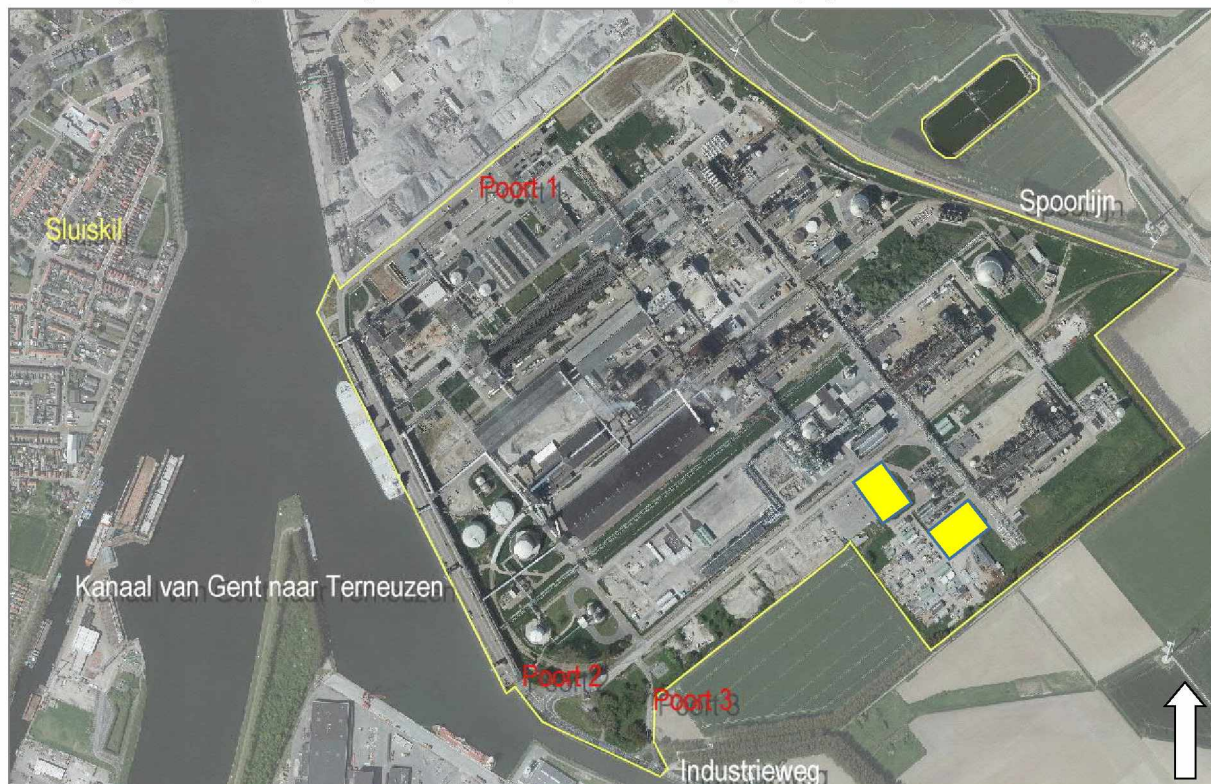 Poort 1
Spoorlijn
Sluiskil
Kanaal van Gent naar Terneuzen
Poort 2
Poort 3
Industrieweg